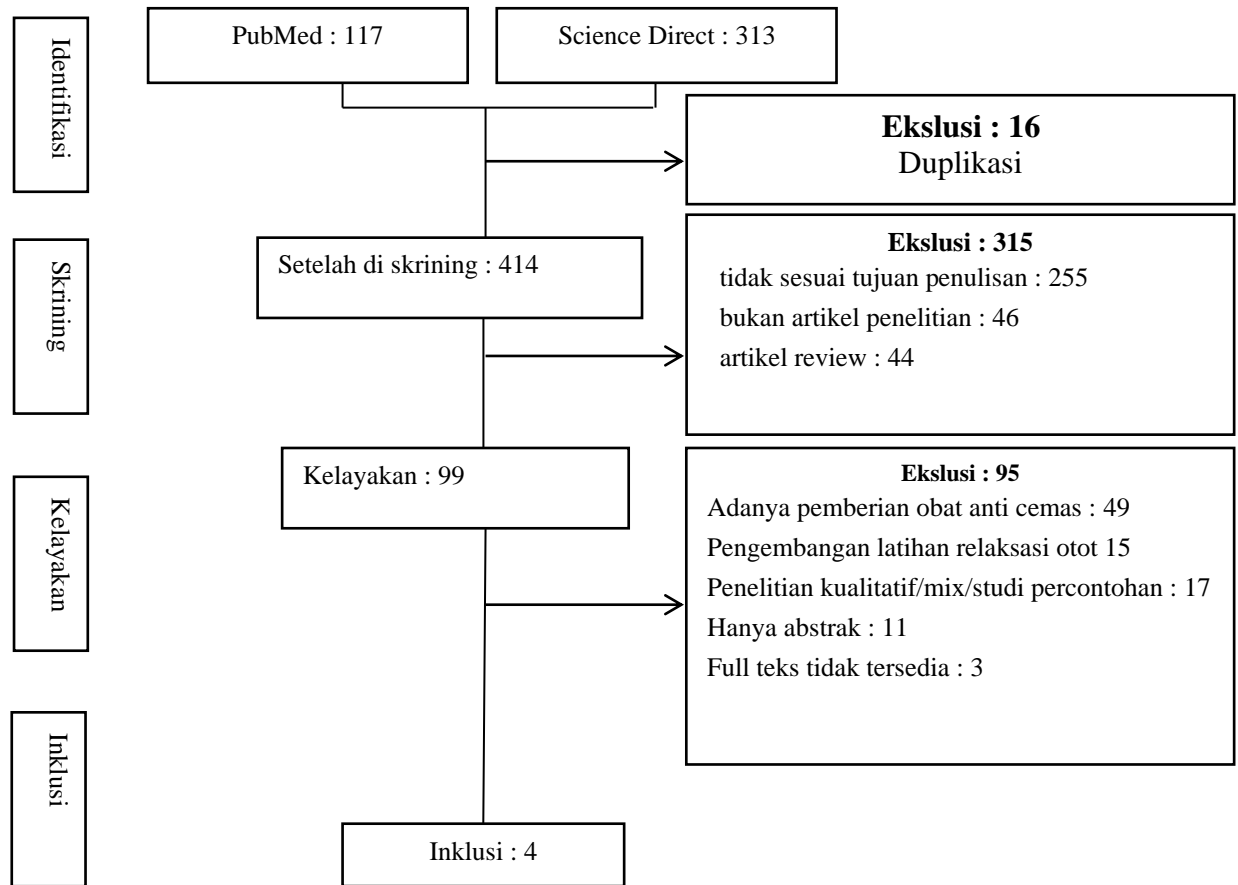 Identifikasi
PubMed : 117
Science Direct : 313
Ekslusi : 16
Duplikasi
Skrining
Setelah di skrining : 414
Ekslusi : 315
tidak sesuai tujuan penulisan : 255
bukan artikel penelitian : 46
artikel review : 44
Kelayakan
Kelayakan : 99
Ekslusi : 95
Adanya pemberian obat anti cemas : 49
Pengembangan latihan relaksasi otot 15
Penelitian kualitatif/mix/studi percontohan : 17
Hanya abstrak : 11
Full teks tidak tersedia : 3
Inklusi
Inklusi : 4